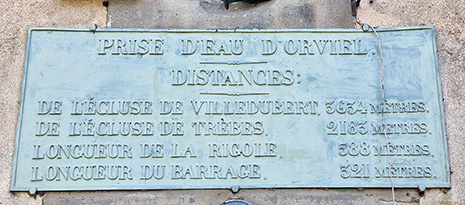 PRISE D'EAU D'ORVIEL.
DISTANCES:
DE L'ÉCLUSE DE VILLEDUBERT, 3634 MÈTRES.
DE L'ÉCLUSE DE TRÈBES. 2183 MÈTRES.
LONGUEUR DE LA RIGOLE. 588 MÈTRES.
LONGUEUR DU BARRAGE. 321 MÈTRES.